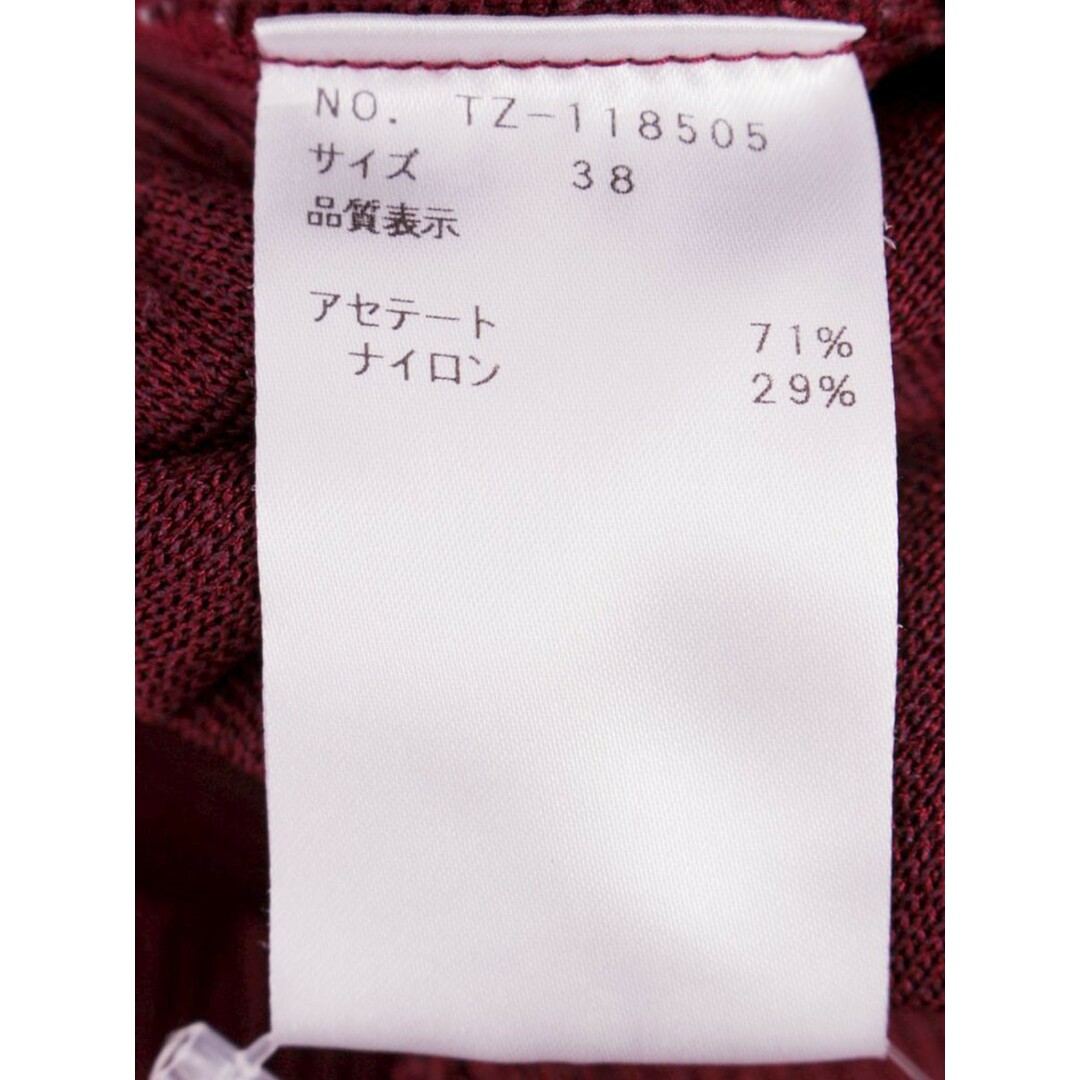 NO. TZ-118505
サイズ 38
品質表示
アセテート 71%
ナイロン 29%